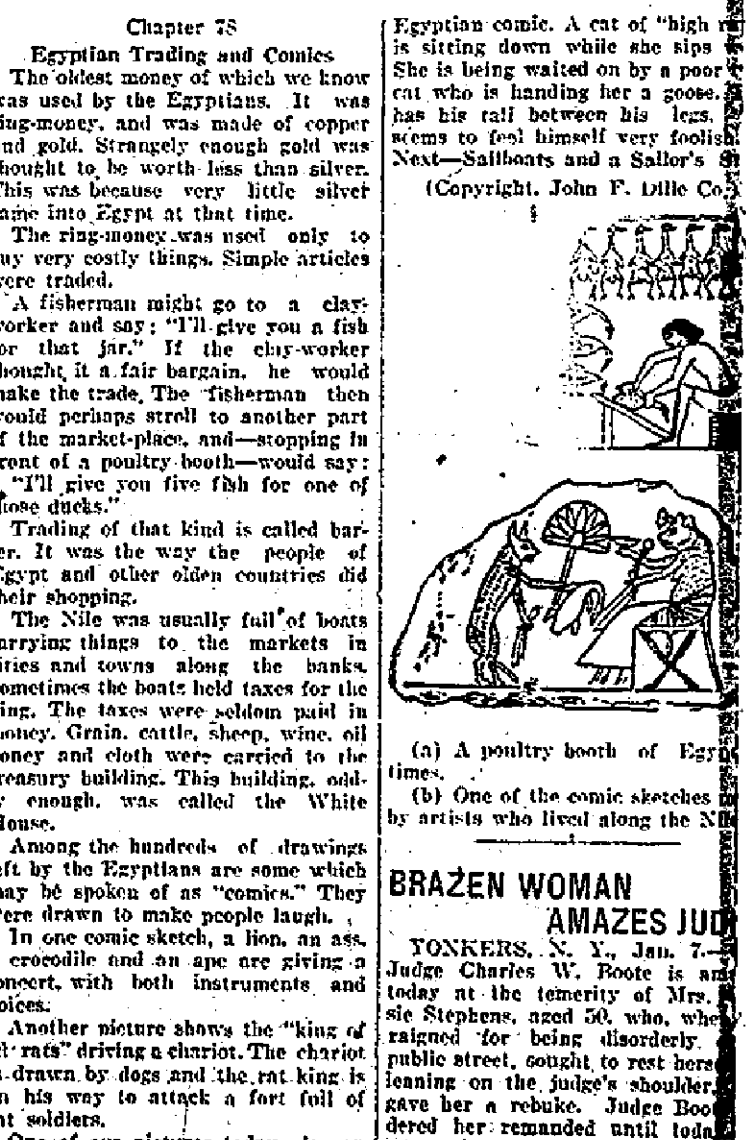 Chapter 78
Egyptian Trading and Comics
The oldest money of which we know
was used by the Egyptians. It was
ring-money, and was made of copper
and gold. Strangely enough gold was
thought to be worth less than silver.
This was because very little silver
came into Egypt at that time.
The ring-money was used only to
buy very costly things. Simple articles
were traded.
A fisherman might go to a clay-
worker and say: "I'll give you a fish
for that jar." If the clay-worker
thought it a fair bargain, he would
make the trade. The fisherman then
would perhaps stroll to another part
of the market-place, and—stopping in
front of a poultry booth—would say:
"I'll give you five fish for one of
those ducks."
Trading of that kind is called bar-
ter. It was the way the people of
Egypt and other olden countries did
their shopping.
The Nile was usually full of boats
carrying things to the markets in
cities and towns along the banks.
Sometimes the boats held taxes for the
king. The taxes were seldom paid in
money. Grain, cattle, sheep, wine, oil
honey and cloth were carried to the
treasury building. This building, odd-
ly enough, was called the White
House.
Among the hundreds of drawings
left by the Egyptians are some which
may be spoken of as "comics." They
were drawn to make people laugh.
In one comic sketch, a lion, an ass,
crocodile and an ape are giving a
concert, with both instruments and
voices.
Another picture shows the "king of
rats" driving a chariot. The chariot
is drawn by dogs and the rat king is
on his way to attack a fort full of
soldiers.
One of our pictures today
Egyptian comic. A cat of "high
is sitting down while she sips
She is being waited on by a poor
cat who is handing her a goose.
has his tail between his legs,
seems to feel himself very foolish.
Next—Sailboats and a Sailor's
(Copyright, John F. Dille Co.)
(a) A poultry booth of
times.
(b) One of the comic sketches
by artists who lived along the Nile
BRAZEN WOMAN
AMAZES
YONKERS, N. Y., Jan. 7.—
Judge Charles W. Boote is
today at the temerity of Mrs.
sie Stephens, aged 50, who,
raigned for being disorderly
public street, sought to rest
leaning on the judge's shoulder,
gave her a rebuke. Judge
dered her remanded until